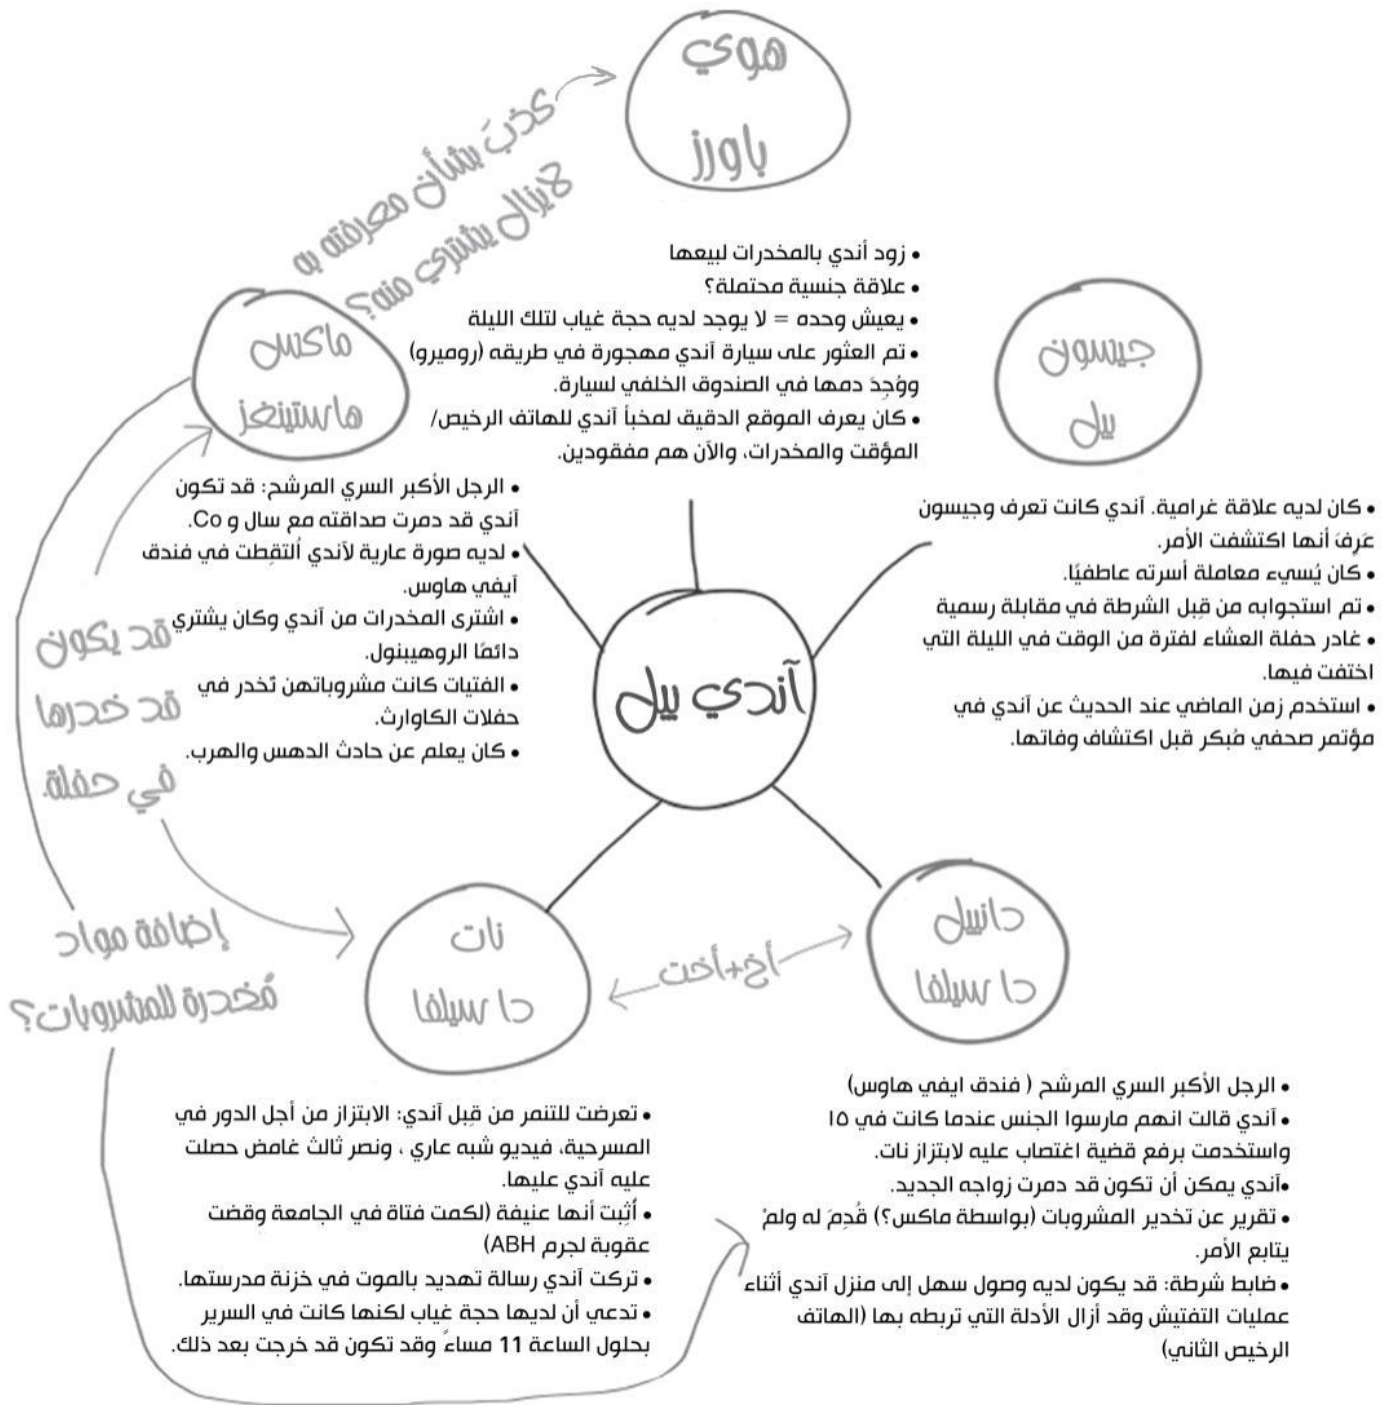 هوي
باورز
كذبَ بشأن معرفته به
لايزال يشتري منه؟
• زود أندي بالمخدرات لبيعها
• علاقة جنسية محتملة؟
• يعيش وحده = لا يوجد لديه حجة غياب لتلك الليلة
• تم العثور على سيارة آندي مهجورة في طريقه (روميرو)
ووُجِدَ دمها في الصندوق الخلفي لسيارة.
• كان يعرف الموقع الدقيق لمخبأ آندي للهاتف الرخيص/
المؤقت والمخدرات، والآن هم مفقودين.
ماكس
هاستينغز
• الرجل الأكبر السري المرشح: قد تكون
آندي قد دمرت صداقته مع سال و Co.
• لديه صورة عارية لآندي اُلتقِطت في فندق
آيفي هاوس.
• اشترى المخدرات من آندي وكان يشتري
دائمًا الروهيبنول.
• الفتيات كانت مشروباتهن تُخدر في
حفلات الكاوارث.
• كان يعلم عن حادث الدهس والهرب.
جيسون
بيل
• كان لديه علاقة غرامية. آندي كانت تعرف وجيسون
عَرِفَ أنها اكتشفت الأمر.
• كان يُسيء معاملة أسرته عاطفيًا.
• تم استجوابه من قِبل الشرطة في مقابلة رسمية
• غادر حفلة العشاء لفترة من الوقت في الليلة التي
اختفت فيها.
• استخدم زمن الماضي عند الحديث عن آندي في
مؤتمر صحفي مُبكر قبل اكتشاف وفاتها.
آندي بيل
قد يكون
قد خدرها
في حفلة.
إضافة مواد
مُخدرة للمشروبات؟
نات
دا سيلفا
أخ+أخت
دانييل
دا سيلفا
• تعرضت للتنمر من قِبل آندي: الابتزاز من أجل الدور في
المسرحية، فيديو شبه عاري ، ونصر ثالث غامض حصلت
عليه آندي عليها.
• أُثبِت أنها عنيفة (لكمت فتاة في الجامعة وقضت
عقوبة لجرم ABH)
• تركت آندي رسالة تهديد بالموت في خزنة مدرستها.
• تدعي أن لديها حجة غياب لكنها كانت في السرير
بحلول الساعة 11 مساءً وقد تكون قد خرجت بعد ذلك.
• الرجل الأكبر السري المرشح ( فندق ايفي هاوس)
• آندي قالت انهم مارسوا الجنس عندما كانت في ١٥
واستخدمت برفع قضية اغتصاب عليه لابتزاز نات.
•آندي يمكن أن تكون قد دمرت زواجه الجديد.
• تقرير عن تخدير المشروبات (بواسطة ماكس؟) قُدِمَ له ولمْ
يتابع الأمر.
• ضابط شرطة: قد يكون لديه وصول سهل إلى منزل آندي أثناء
عمليات التفتيش وقد أزال الأدلة التي تربطه بها (الهاتف
الرخيص الثاني)